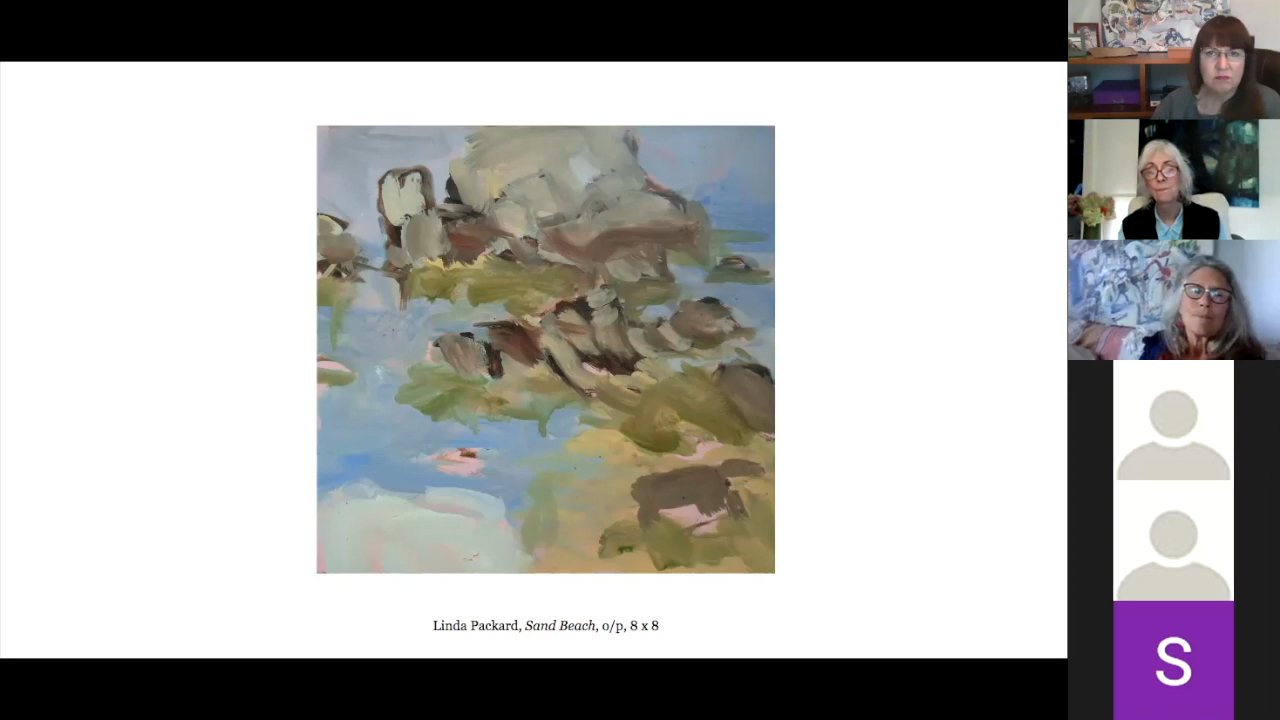 Linda Packard, Sand Beach, o/p, 8 x 8
S